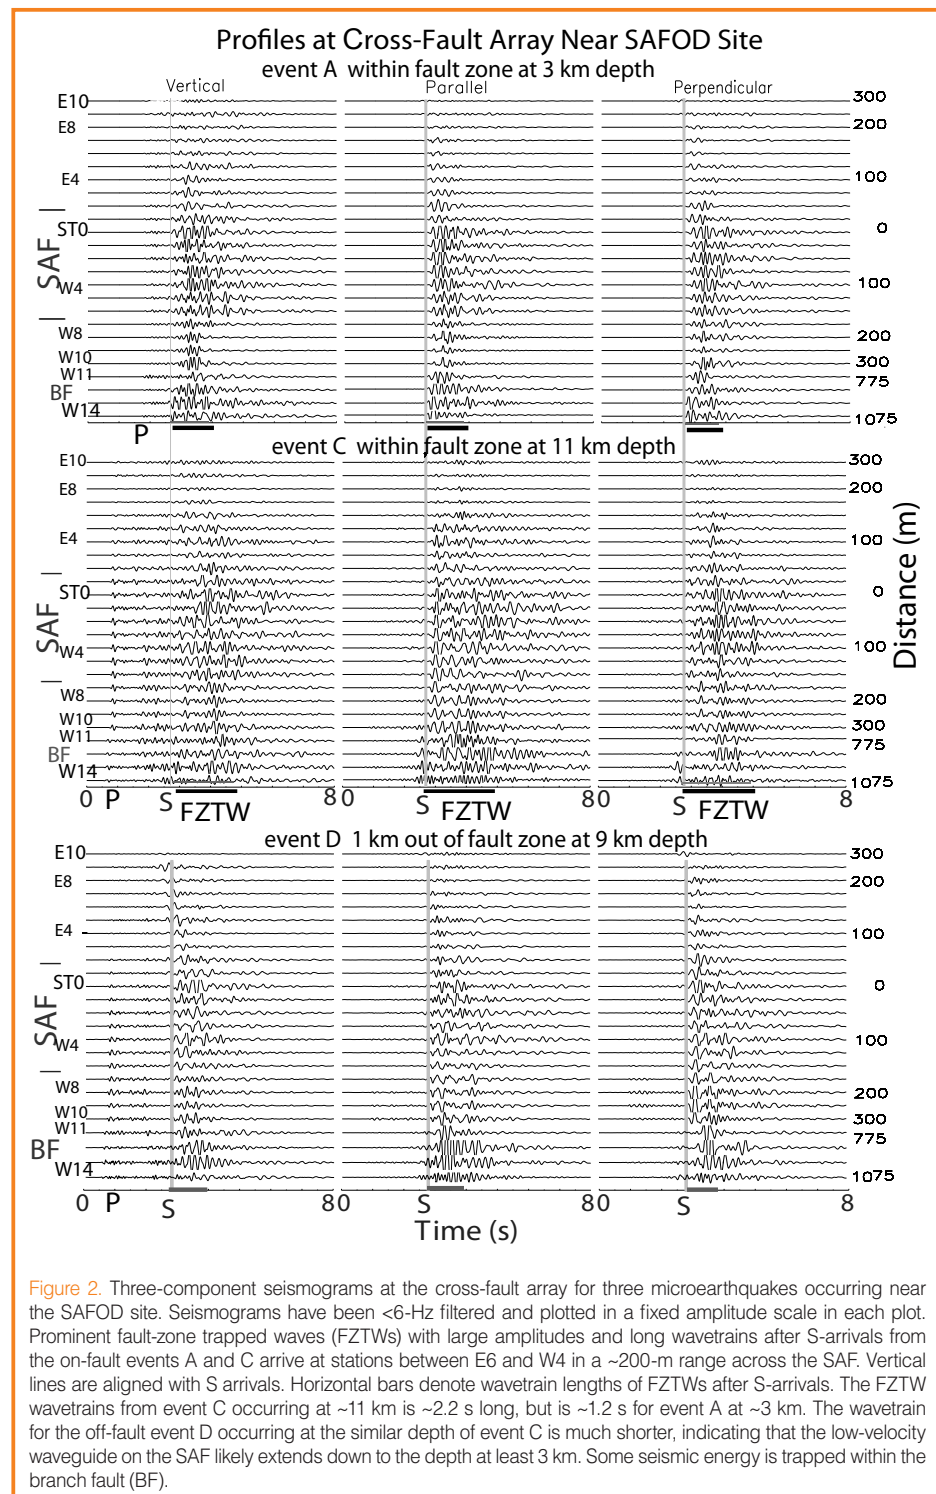 Profiles at Cross-Fault Array Near SAFOD Site
event A within fault zone at 3 km depth
Vertical Parallel Perpendicular
E10 300
E8 200
E4 100
ST0 0
SAF
W4 100
W8 200
W10 300
W11 775
BF
W14 1075
P
event C within fault zone at 11 km depth
E10 300
E8 200
E4 100
ST0 0
SAF
W4 100
W8 200
W10 300
W11 775
BF
W14 1075
0 P S 8 0 S 8 0 S 8
FZTW FZTW FZTW
Distance (m)
event D 1 km out of fault zone at 9 km depth
E10 300
E8 200
E4 100
ST0 0
SAF
W4 100
W8 200
W10 300
W11 775
BF
W14 1075
0 P S 8 0 S 8 0 S 8
Time (s)
Figure 2. Three-component seismograms at the cross-fault array for three microearthquakes occurring near
the SAFOD site. Seismograms have been <6-Hz filtered and plotted in a fixed amplitude scale in each plot.
Prominent fault-zone trapped waves (FZTWs) with large amplitudes and long wavetrains after S-arrivals from
the on-fault events A and C arrive at stations between E6 and W4 in a ~200-m range across the SAF. Vertical
lines are aligned with S arrivals. Horizontal bars denote wavetrain lengths of FZTWs after S-arrivals. The FZTW
wavetrains from event C occurring at ~11 km is ~2.2 s long, but is ~1.2 s for event A at ~3 km. The wavetrain
for the off-fault event D occurring at the similar depth of event C is much shorter, indicating that the low-velocity
waveguide on the SAF likely extends down to the depth at least 3 km. Some seismic energy is trapped within the
branch fault (BF).